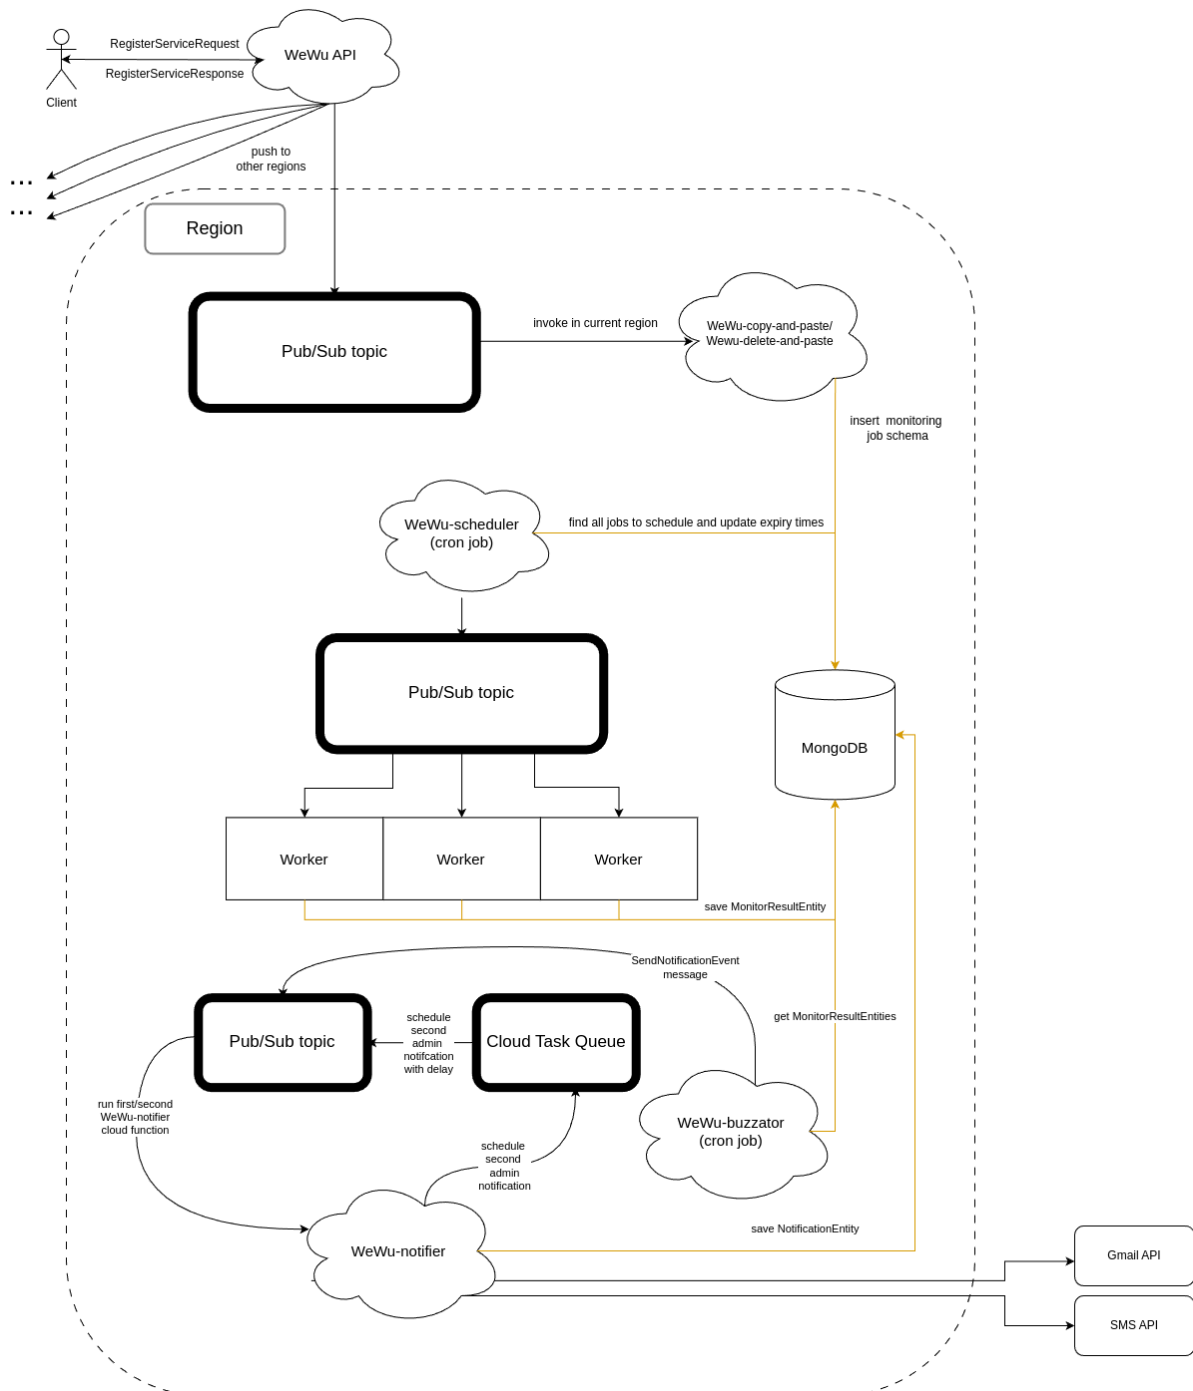 RegisterServiceRequest
WeWu API
RegisterServiceResponse
Client
push to
other regions
...
...
Region
Pub/Sub topic
invoke in current region
WeWu-copy-and-paste/
Wewu-delete-and-paste
insert monitoring
job schema
WeWu-scheduler
(cron job)
find all jobs to schedule and update expiry times
Pub/Sub topic
MongoDB
Worker
Worker
Worker
save MonitorResultEntity
SendNotificationEvent
message
Pub/Sub topic
schedule
second
admin
notifcation
with delay
Cloud Task Queue
get MonitorResultEntities
run first/second
WeWu-notifier
cloud function
WeWu-buzzator
(cron job)
schedule
second
admin
notification
WeWu-notifier
save NotificationEntity
Gmail API
SMS API